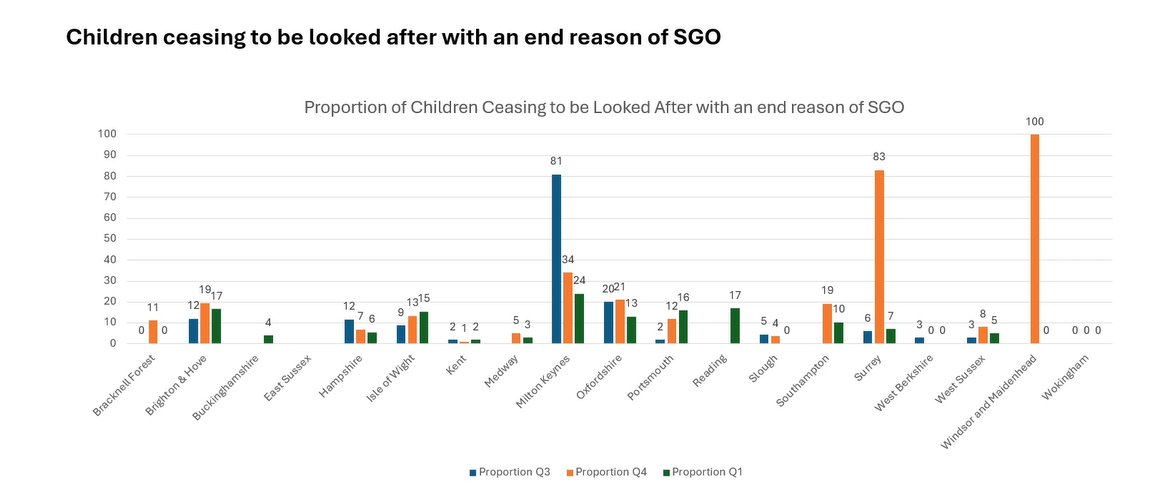 Children ceasing to be looked after with an end reason of SGO
Proportion of Children Ceasing to be Looked After with an end reason of SGO
100
90
80
70
60
50
40
30
20
10
0
0 11 0
12 19 17
4
12 7 6
9 13 15
2 1 2
5 3
81 34 24
20 21 13
2 12 16
17
5 4 0
19 10
6 83 7
3 0 0
3 8 5
100 0
0 0 0
Bracknell Forest
Brighton & Hove
Buckinghamshire
East Sussex
Hampshire
Isle of Wight
Kent
Medway
Milton Keynes
Oxfordshire
Portsmouth
Reading
Slough
Southampton
Surrey
West Berkshire
West Sussex
Windsor and Maidenhead
Wokingham
Proportion Q3 Proportion Q4 Proportion Q1